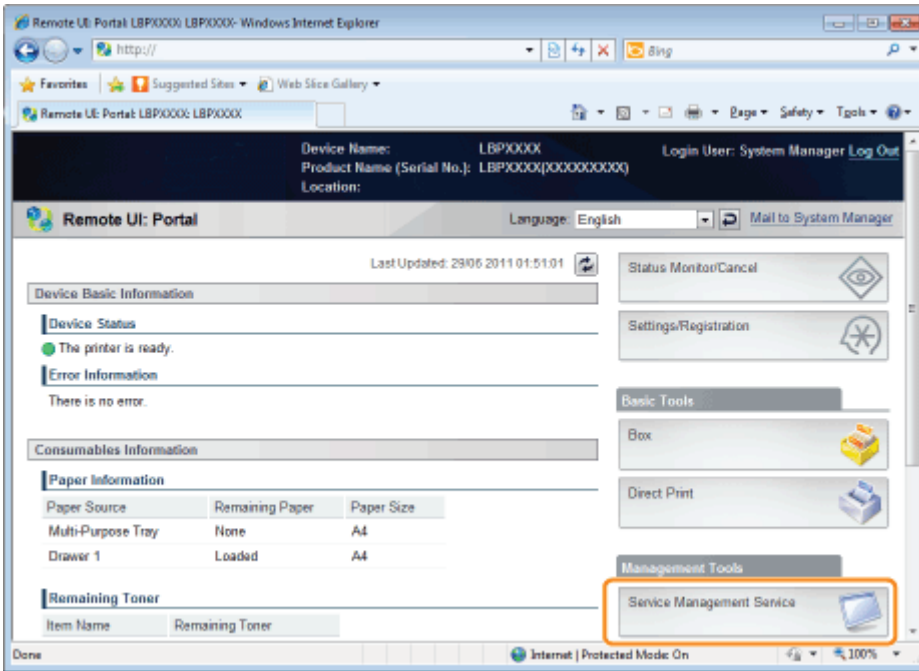 Remote UI: Portal: LBPXXXX: LBPXXXX- Windows Internet Explorer
http://
Bing
Favorites Suggested Sites Web Slice Gallery
Remote UI: Portal: LBPXXXX: LBPXXXX
Page Safety Tools
Device Name: LBPXXXX
Login User: System Manager Log Out
Product Name (Serial No.): LBPXXXX(XXXXXXXXX)
Location:
Remote UI: Portal
Language: English
Mail to System Manager
Last Updated: 29/06 2011 01:51:01
Device Basic Information
Device Status
The printer is ready.
Error Information
There is no error.
Consumables Information
Paper Information
Paper Source Remaining Paper Paper Size
Multi-Purpose Tray None A4
Drawer 1 Loaded A4
Remaining Toner
Item Name Remaining Toner
Status Monitor/Cancel
Settings/Registration
Basic Tools
Box
Direct Print
Management Tools
Service Management Service
Done
Internet | Protected Mode: On
100%